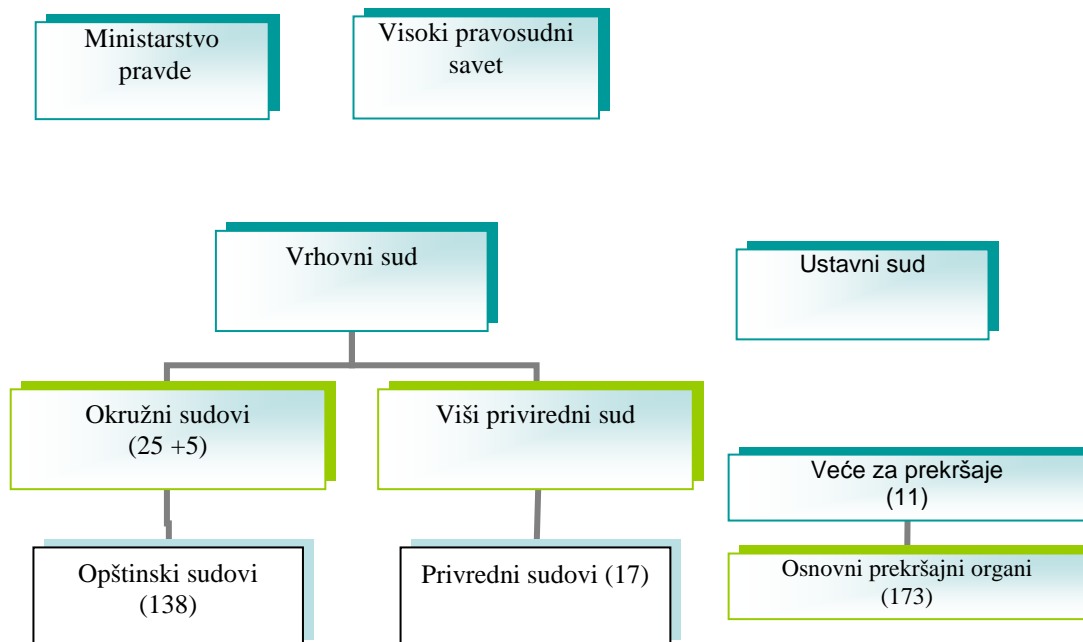 Ministarstvo
pravde
Visoki pravosudni
savet
Vrhovni sud
Ustavni sud
Okružni sudovi
(25 +5)
Viši priviredni sud
Veće za prekršaje
(11)
Opštinski sudovi
(138)
Privredni sudovi (17)
Osnovni prekršajni organi
(173)